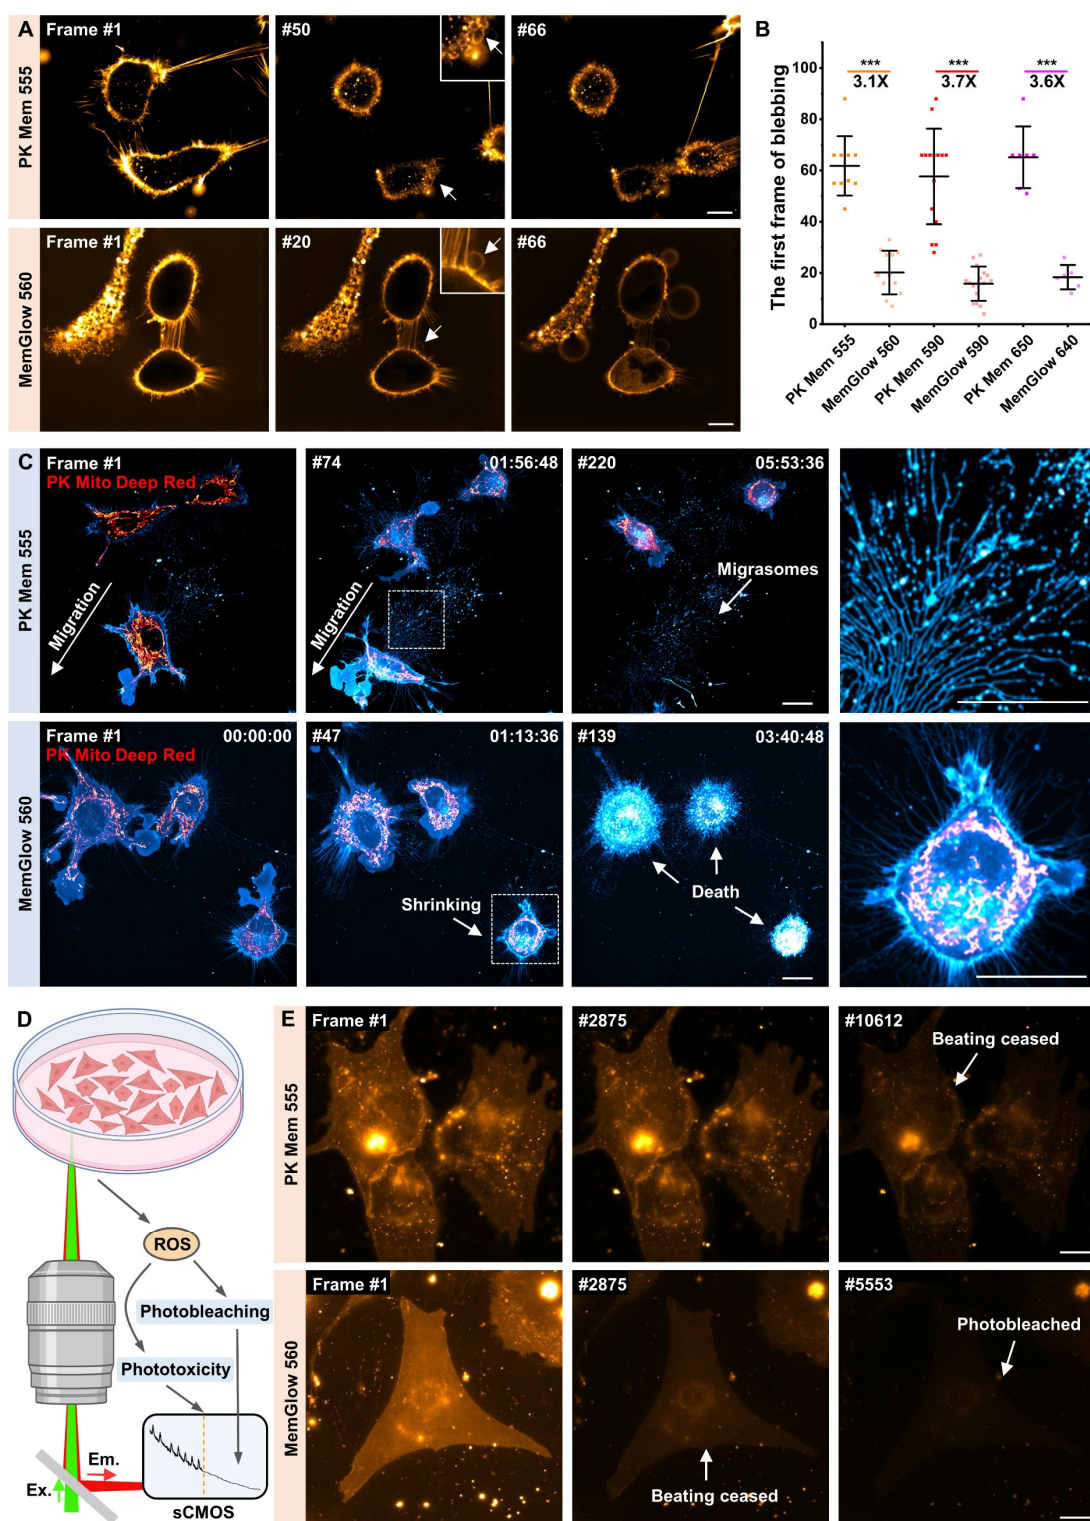 A
PK Mem 555
Frame #1
#50
#66
MemGlow 560
Frame #1
#20
#66
B
The first frame of blebbing
100
80
60
40
20
0
***
3.1X
***
3.7X
***
3.6X
PK Mem 555
MemGlow 560
PK Mem 590
MemGlow 590
PK Mem 650
MemGlow 640
C
PK Mem 555
Frame #1
PK Mito Deep Red
Migration
#74
01:56:48
Migration
#220
05:53:36
Migrasomes
MemGlow 560
Frame #1
00:00:00
PK Mito Deep Red
#47
01:13:36
Shrinking
#139
03:40:48
Death
D
ROS
Photobleaching
Phototoxicity
Em.
Ex.
sCMOS
E
PK Mem 555
Frame #1
#2875
#10612
Beating ceased
MemGlow 560
Frame #1
#2875
Beating ceased
#5553
Photobleached